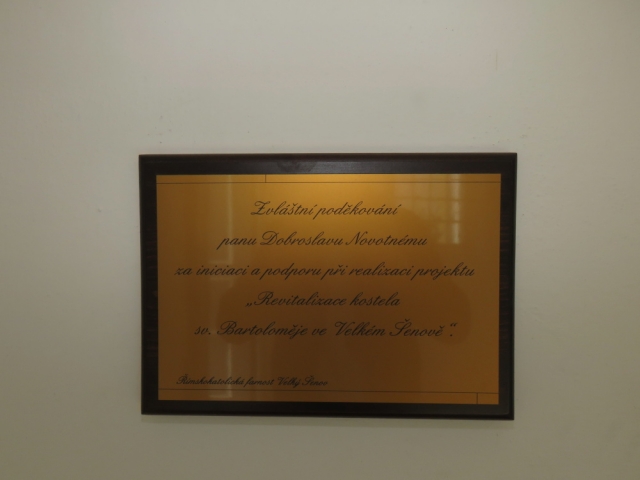 Zvláštní poděkování
panu Dobroslavu Novotnému
za iniciaci a podporu při realizaci projektu
„Revitalizace kostela
sv. Bartoloměje ve Velkém Šenově“.
Římskokatolická farnost Velký Šenov